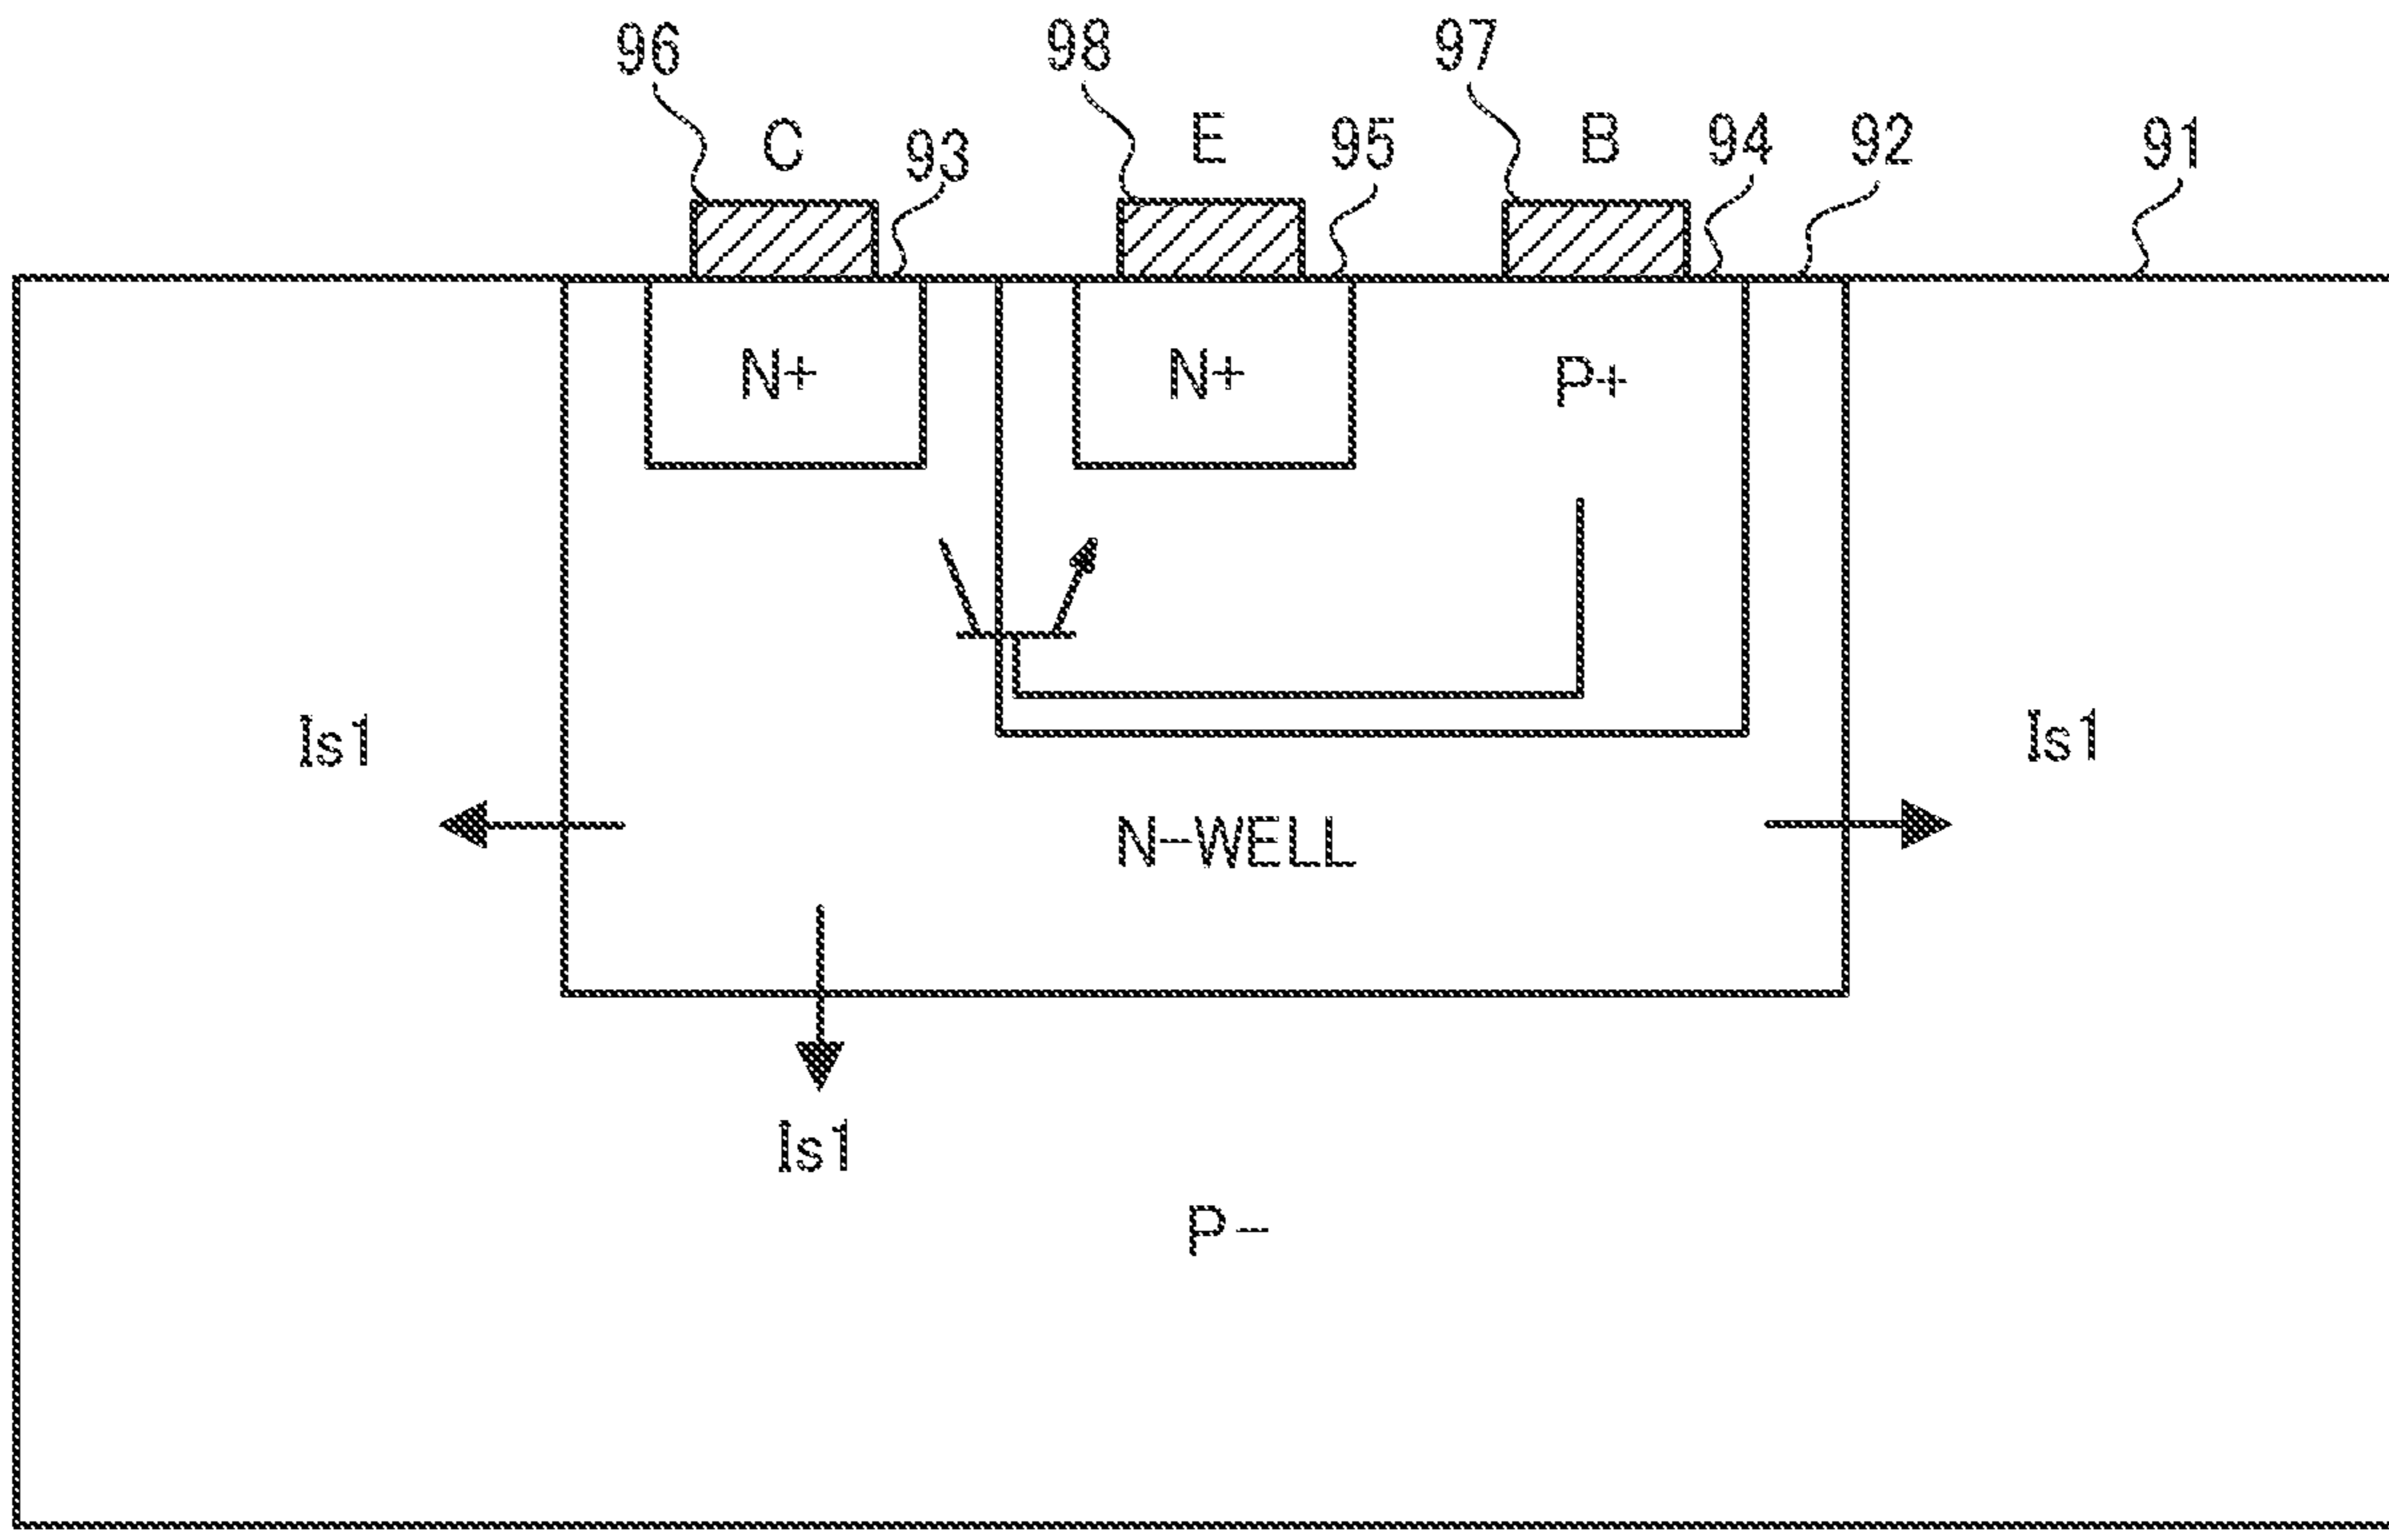 96 98 97
C 93 E 95 B 94 92 91
N+ N+ P+
Is1 Is1
N-WELL
Is1
P-